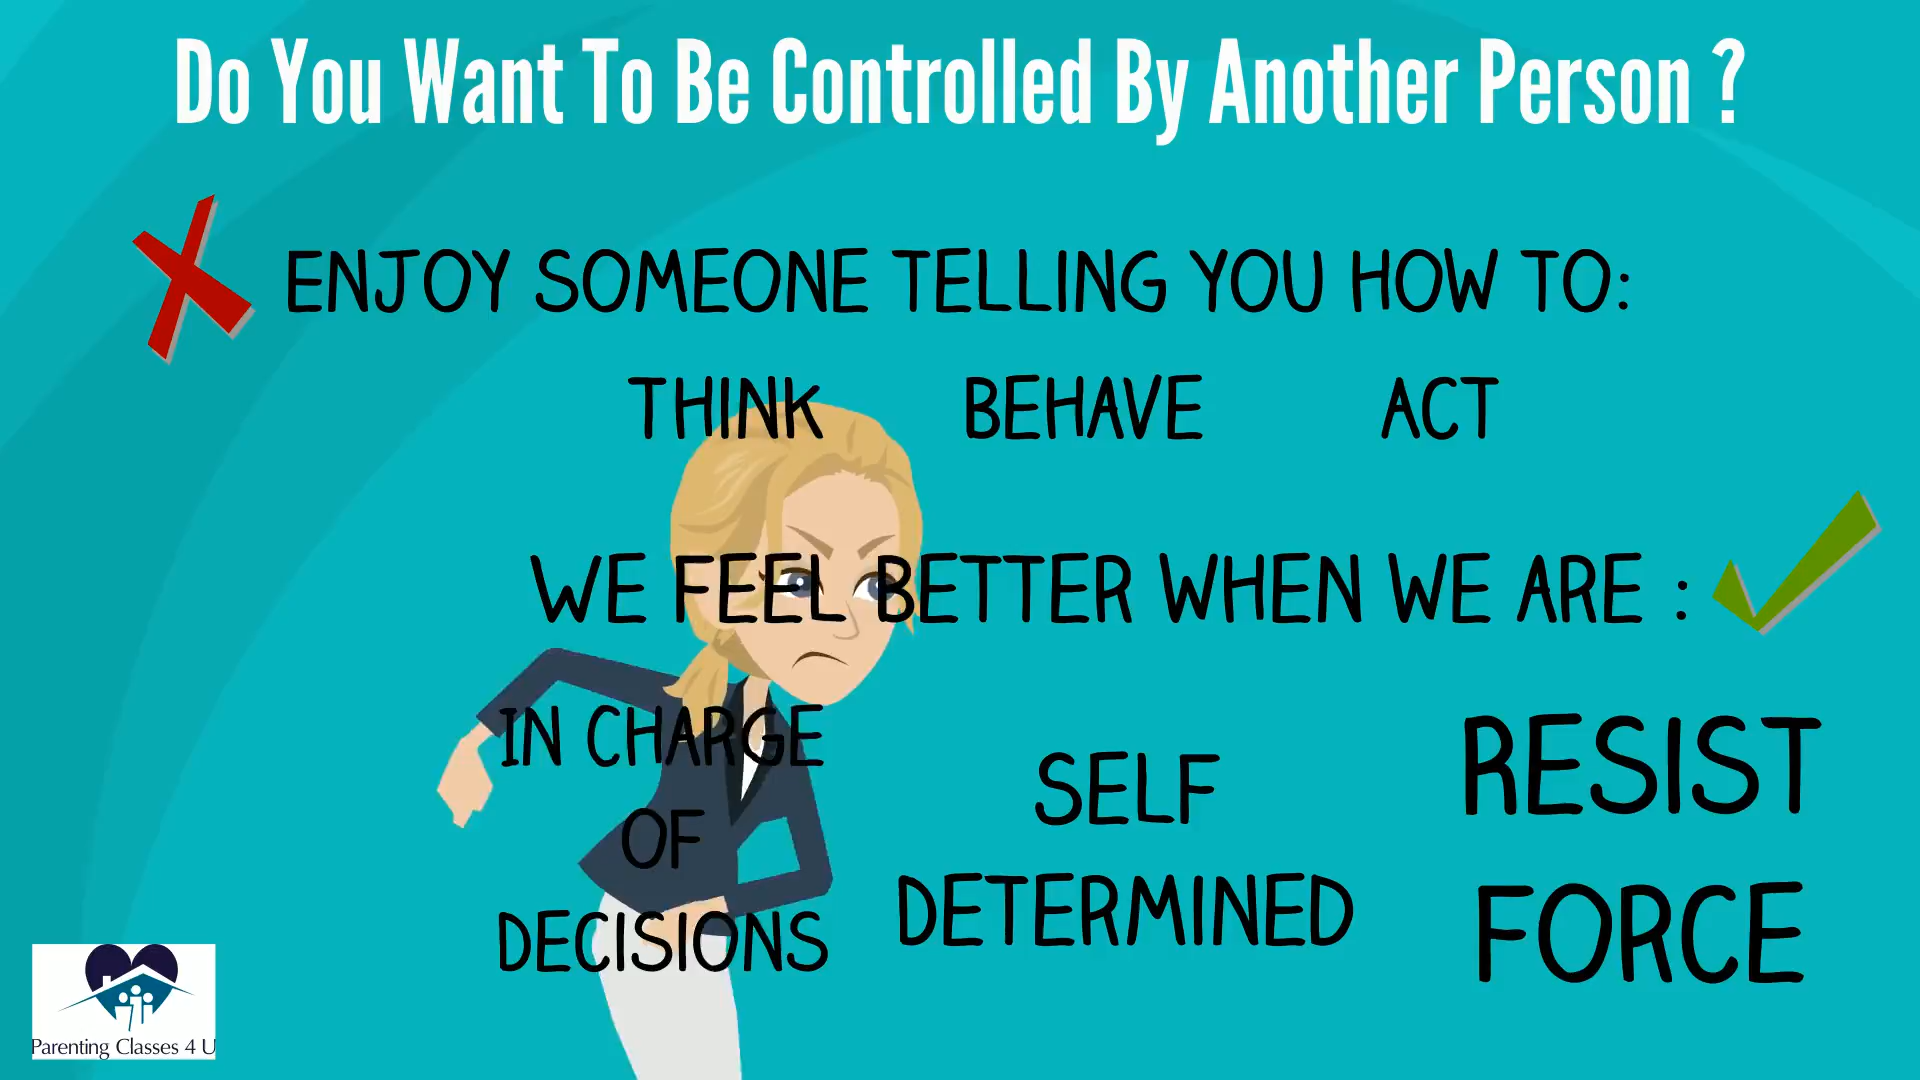 Do You Want To Be Controlled By Another Person ?
ENJOY SOMEONE TELLING YOU HOW TO:
THINK BEHAVE ACT
WE FEEL BETTER WHEN WE ARE :
IN CHARGE
OF
DECISIONS
SELF
DETERMINED
RESIST
FORCE
Parenting Classes 4 U